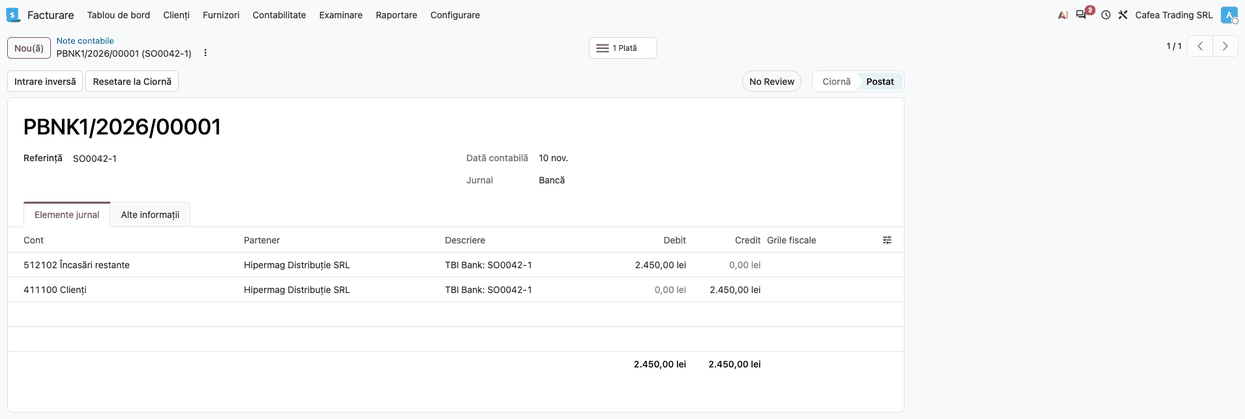 Facturare Tablou de bord Clienți Furnizori Contabilitate Examinare Raportare Configurare AI 3 Cafea Trading SRL A
Nou(ă) Note contabile 1 Plată 1 / 1
PBNK1/2026/00001 (SO0042-1)
Intrare inversă Resetare la Ciornă No Review Ciornă Postat
PBNK1/2026/00001
Referință SO0042-1 Dată contabilă 10 nov.
Jurnal Bancă
Elemente jurnal Alte informații
Cont Partener Descriere Debit Credit Grile fiscale
512102 Încasări restante Hipermag Distribuție SRL TBI Bank: SO0042-1 2.450,00 lei 0,00 lei
411100 Clienți Hipermag Distribuție SRL TBI Bank: SO0042-1 0,00 lei 2.450,00 lei
2.450,00 lei 2.450,00 lei